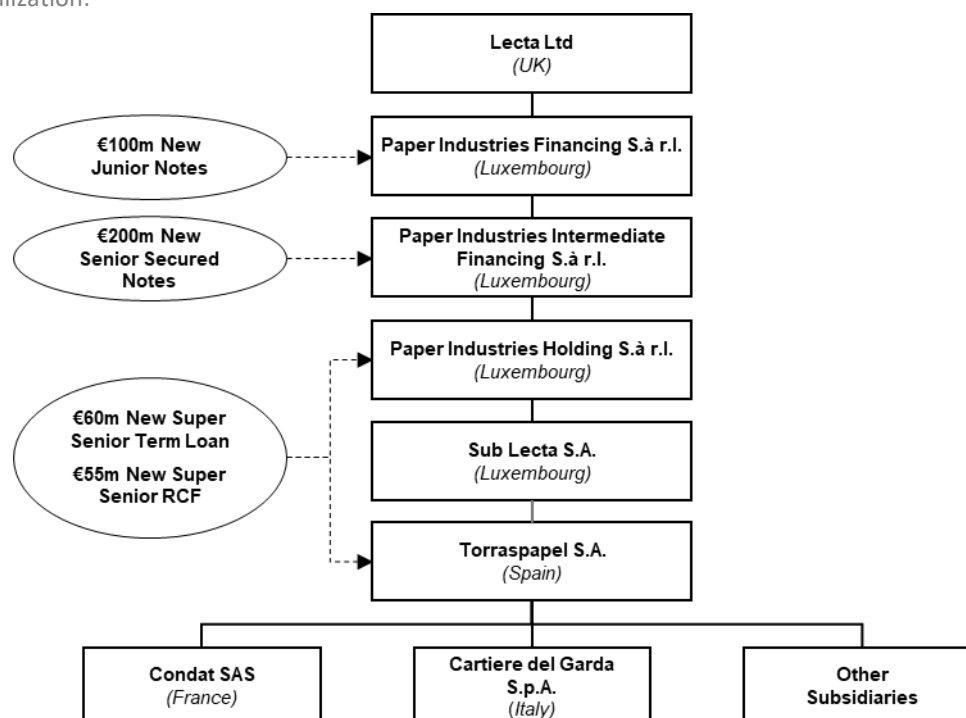 Lecta Ltd
(UK)
€100m New
Junior Notes
Paper Industries Financing S.à r.l.
(Luxembourg)
€200m New
Senior Secured
Notes
Paper Industries Intermediate
Financing S.à r.l.
(Luxembourg)
Paper Industries Holding S.à r.l.
(Luxembourg)
€60m New Super
Senior Term Loan
€55m New Super
Senior RCF
Sub Lecta S.A.
(Luxembourg)
Torraspapel S.A.
(Spain)
Condat SAS
(France)
Cartiere del Garda
S.p.A.
(Italy)
Other
Subsidiaries